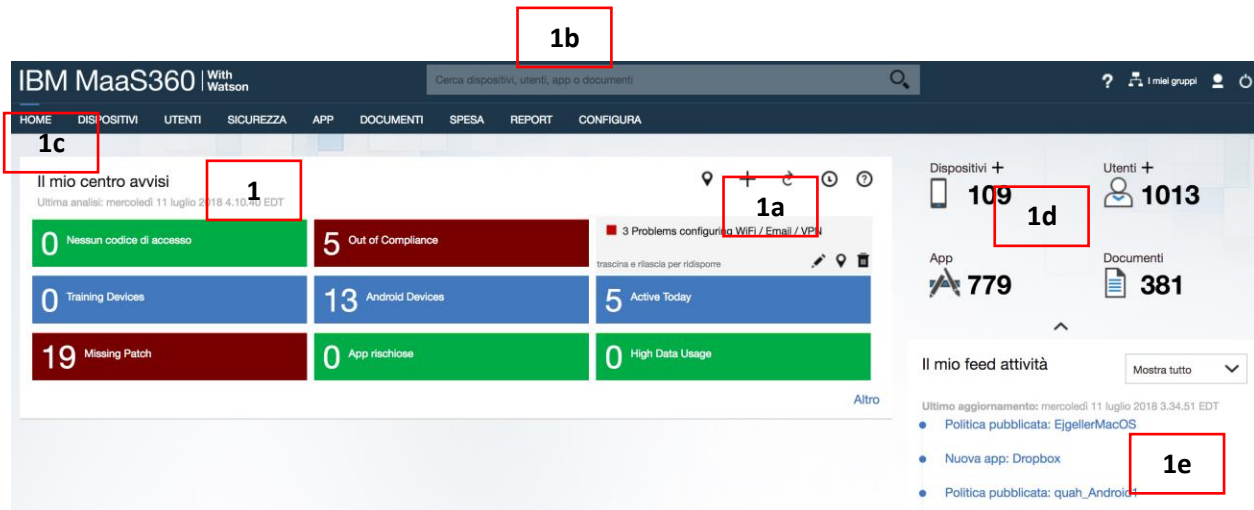 1b
IBM MaaS360 With Watson
Cerca dispositivi, utenti, app o documenti
? I miei gruppi
HOME DISPOSITIVI UTENTI SICUREZZA APP DOCUMENTI SPESA REPORT CONFIGURA
1c
Il mio centro avvisi
Ultima analisi: mercoledì 11 luglio 2018 4.10.40 EDT
1
1a
0 Nessun codice di accesso
5 Out of Compliance
3 Problems configuring WiFi / Email / VPN
trascina e rilascia per ridisporre
0 Training Devices
13 Android Devices
5 Active Today
19 Missing Patch
0 App rischiose
0 High Data Usage
Altro
Dispositivi +
109
Utenti +
1013
1d
App
779
Documenti
381
Il mio feed attività
Mostra tutto
Ultimo aggiornamento: mercoledì 11 luglio 2018 3.34.51 EDT
Politica pubblicata: EjgellerMacOS
Nuova app: Dropbox
1e
Politica pubblicata: quah_Android1